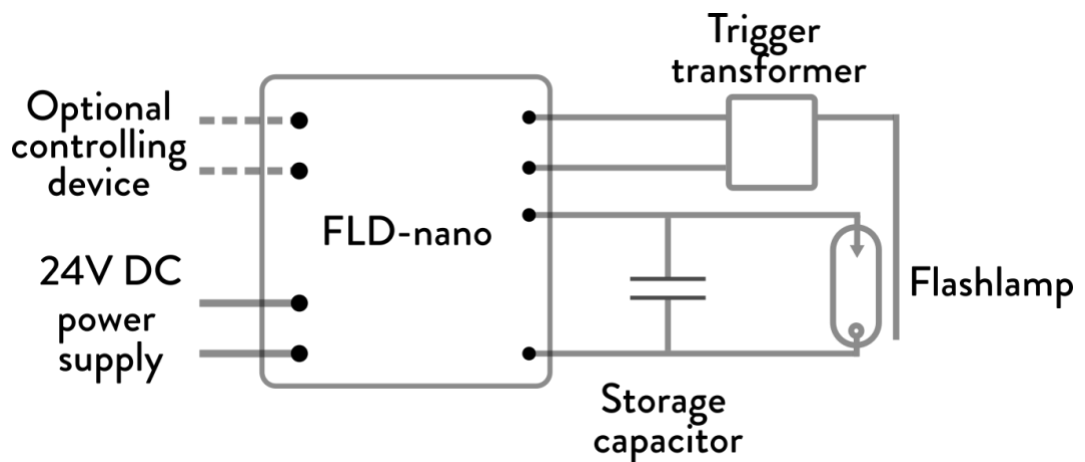 Trigger
transformer
Optional
controlling
device
FLD-nano
24V DC
power
supply
Flashlamp
Storage
capacitor